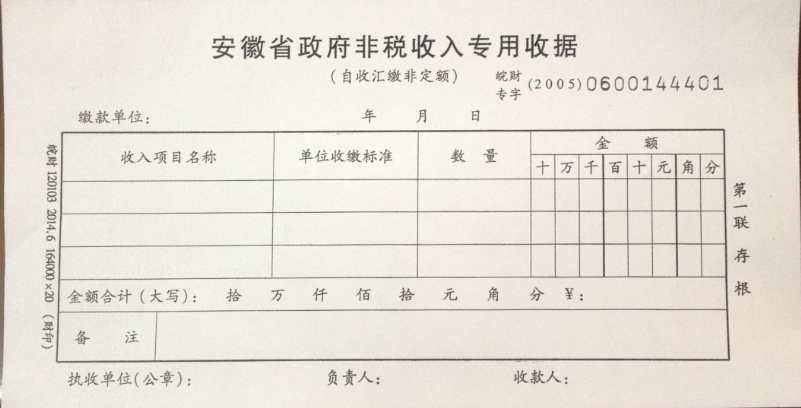 安徽省政府非税收入专用收据
(自收汇缴非定额)
皖财专字(2005)0600144401
缴款单位: 年 月 日
收入项目名称 单位收缴标准 数量 金额
十 万 千 百 十 元 角 分
金额合计(大写): 拾 万 仟 佰 拾 元 角 分 ¥:
备 注
执收单位(公章): 负责人: 收款人:
皖财 120103 2014.6 164000×20 (财印)
第一联 存根